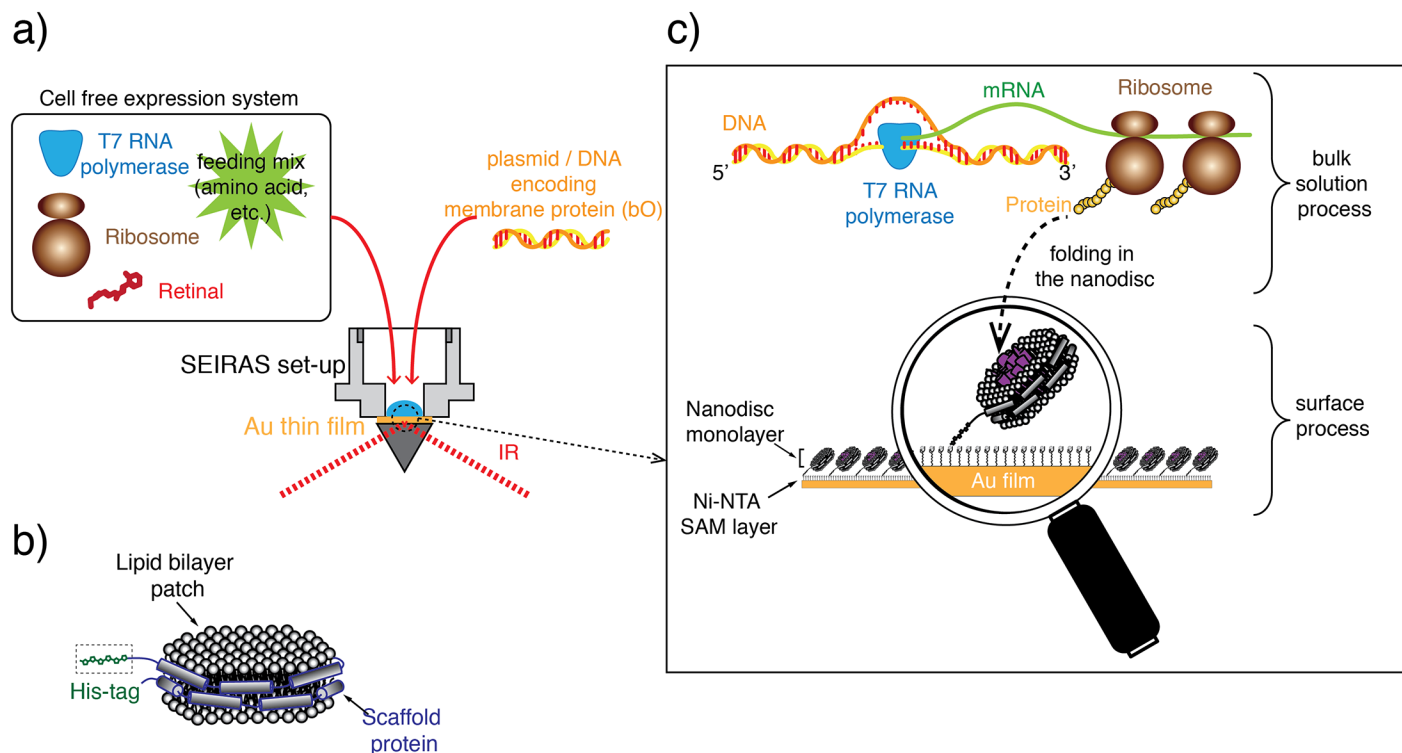 a)
Cell free expression system
T7 RNA
polymerase
feeding mix
(amino acid,
etc.)
Ribosome
Retinal
plasmid / DNA
encoding
membrane protein (bO)
SEIRAS set-up
Au thin film
IR
b)
Lipid bilayer
patch
His-tag
Scaffold
protein
c)
DNA
5’
3’
T7 RNA
polymerase
mRNA
Ribosome
Protein
folding in
the nanodisc
bulk
solution
process
Nanodisc
monolayer
Ni-NTA
SAM layer
Au film
surface
process